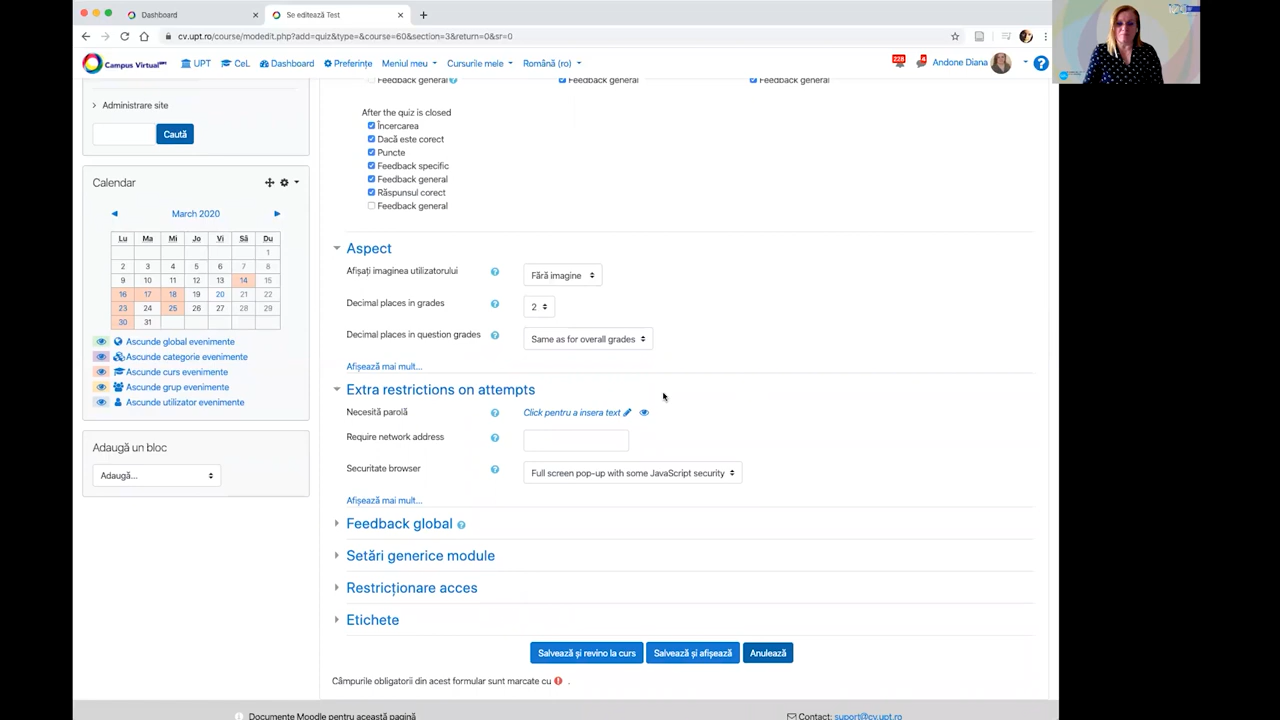 Dashboard
Se editează Test
cv.upt.ro/course/modedit.php?add=quiz&type=&course=60&section=3&return=0&sr=0
Campus Virtual
UPT
CeL
Dashboard
Preferințe
Meniul meu
Cursurile mele
Română (ro)
228
4
Andone Diana
Feedback general
Feedback general
Feedback general
Administrare site
Caută
After the quiz is closed
Încercarea
Dacă este corect
Puncte
Feedback specific
Feedback general
Răspunsul corect
Feedback general
Calendar
March 2020
Lu Ma Mi Jo Vi Sâ Du
1
2 3 4 5 6 7 8
9 10 11 12 13 14 15
16 17 18 19 20 21 22
23 24 25 26 27 28 29
30 31
Ascunde global evenimente
Ascunde categorie evenimente
Ascunde curs evenimente
Ascunde grup evenimente
Ascunde utilizator evenimente
Adaugă un bloc
Adaugă...
Aspect
Afișați imaginea utilizatorului
Fără imagine
Decimal places in grades
2
Decimal places in question grades
Same as for overall grades
Afișează mai mult...
Extra restrictions on attempts
Necesită parolă
Click pentru a insera text
Require network address
Securitate browser
Full screen pop-up with some JavaScript security
Afișează mai mult...
Feedback global
Setări generice module
Restricționare acces
Etichete
Salvează și revino la curs
Salvează și afișează
Anulează
Câmpurile obligatorii din acest formular sunt marcate cu .
Documente Moodle pentru această pagină
Contact: suport@cv.upt.ro